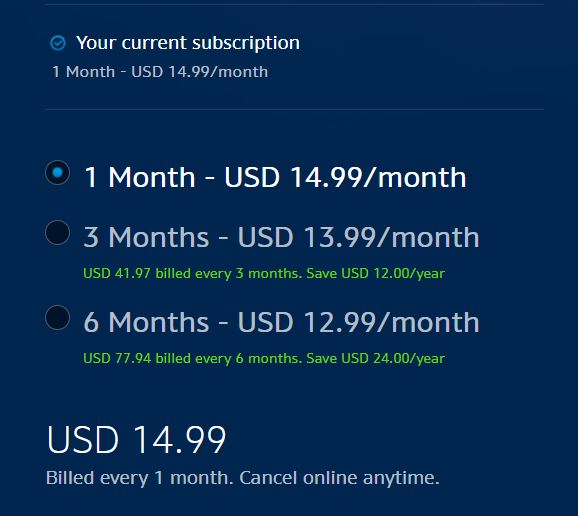 Your current subscription
1 Month - USD 14.99/month
1 Month - USD 14.99/month
3 Months - USD 13.99/month
USD 41.97 billed every 3 months. Save USD 12.00/year
6 Months - USD 12.99/month
USD 77.94 billed every 6 months. Save USD 24.00/year
USD 14.99
Billed every 1 month. Cancel online anytime.